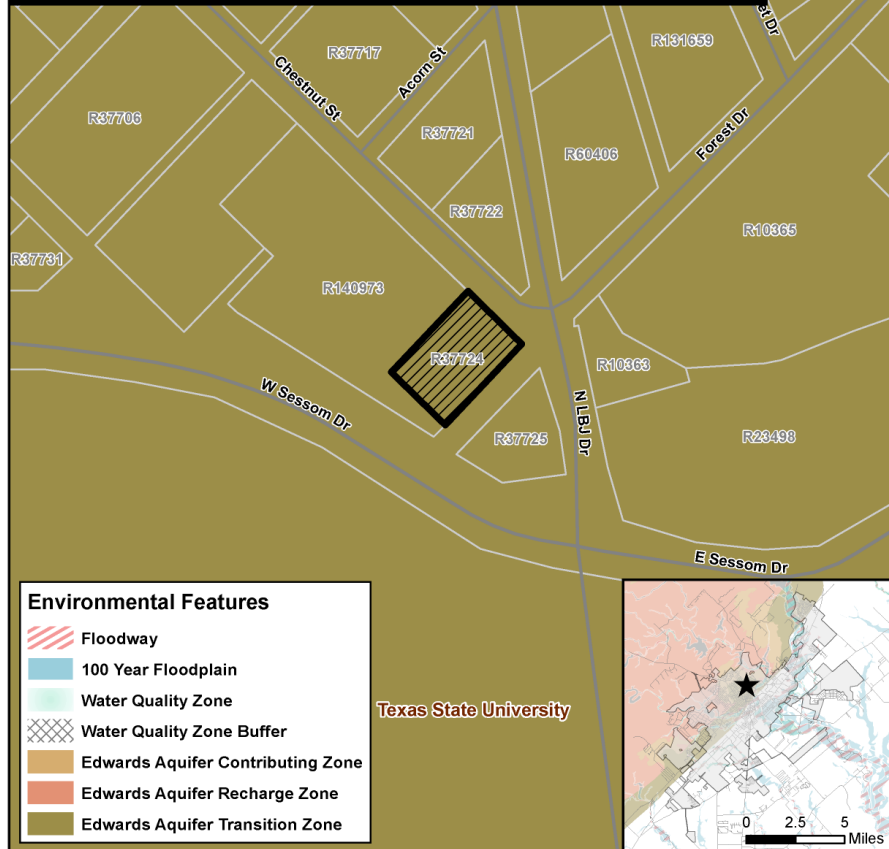 et Dr
R37717
R131659
Acorn St
Chestnut St
R37706
R37721
Forest Dr
R60406
R37722
R10365
R37731
R140973
R37724
R10363
W Sessom Dr
N LBJ Dr
R37725
R23498
E Sessom Dr
Environmental Features
Floodway
100 Year Floodplain
Water Quality Zone
Water Quality Zone Buffer
Edwards Aquifer Contributing Zone
Edwards Aquifer Recharge Zone
Edwards Aquifer Transition Zone
Texas State University
0 2.5 5
Miles